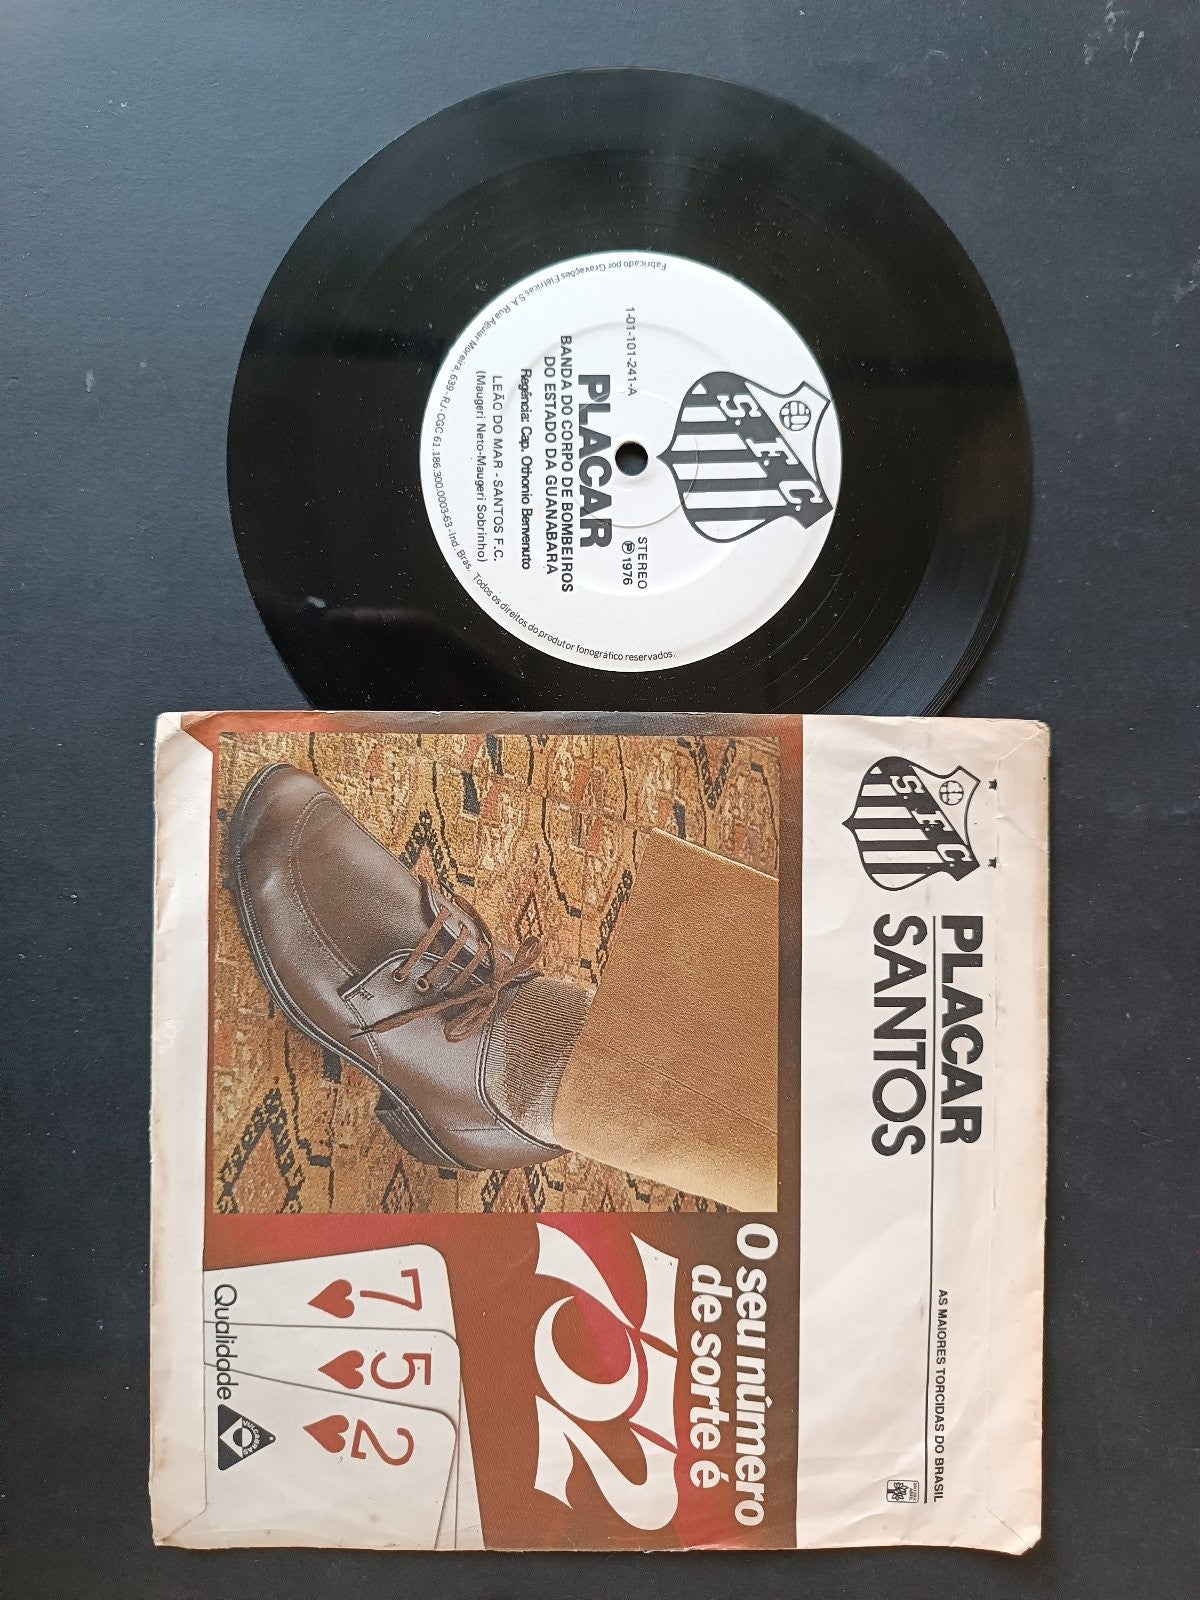 S. F. C.
1-01-101-241-A
STEREO
Ⓟ 1976
PLACAR
BANDA DO CORPO DE BOMBEIROS
DO ESTADO DA GUANABARA
Regência: Cap. Othonio Benvenuto
LEÃO DO MAR - SANTOS F.C.
(Maugeri Neto-Maugeri Sobrinho)
Fabricado por Gravações Elétricas S.A. Rua Aguiar Moreira, 639 - RJ - CGC 61.186.300.0003-63 - Ind. Bras. Todos os direitos do produtor fonográfico reservados.
S. F. C.
PLACAR
SANTOS
AS MAIORES TORCIDAS DO BRASIL
O seu número
de sorte é
752
7
5
2
Qualidade
VULCABRAS